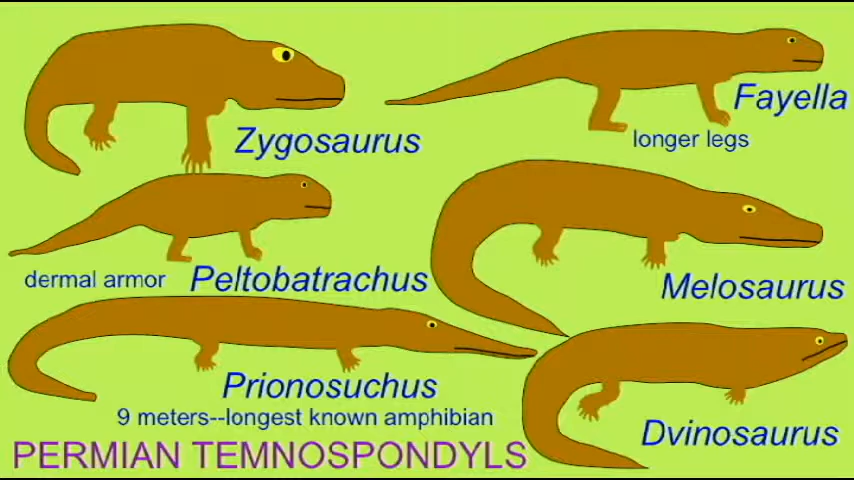 Zygosaurus
Fayella
longer legs
dermal armor
Peltobatrachus
Melosaurus
Prionosuchus
9 meters--longest known amphibian
Dvinosaurus
PERMIAN TEMNOSPONDYLS